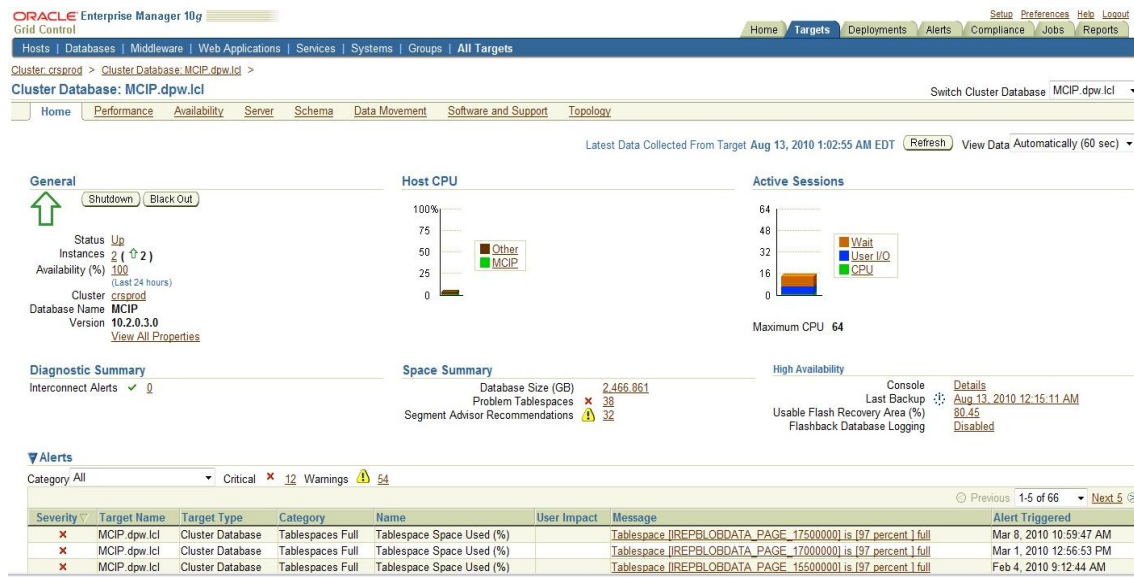 ORACLE Enterprise Manager 10g
Grid Control
Setup Preferences Help Logout
Home Targets Deployments Alerts Compliance Jobs Reports
Hosts | Databases | Middleware | Web Applications | Services | Systems | Groups | All Targets
Cluster: crsprod > Cluster Database: MCIP.dpw.lcl >
Cluster Database: MCIP.dpw.lcl
Switch Cluster Database MCIP.dpw.lcl
Home Performance Availability Server Schema Data Movement Software and Support Topology
Latest Data Collected From Target Aug 13, 2010 1:02:55 AM EDT Refresh View Data Automatically (60 sec)
General
Shutdown Black Out
Status Up
Instances 2 ( 2 )
Availability (%) 100
(Last 24 hours)
Cluster crsprod
Database Name MCIP
Version 10.2.0.3.0
View All Properties
Host CPU
100%
75
50
25
0
Other
MCIP
Active Sessions
64
48
32
16
0
Wait
User I/O
CPU
Maximum CPU 64
Diagnostic Summary
Interconnect Alerts 0
Space Summary
Database Size (GB) 2,466.861
Problem Tablespaces 38
Segment Advisor Recommendations 32
High Availability
Console Details
Last Backup Aug 13, 2010 12:15:11 AM
Usable Flash Recovery Area (%) 80.45
Flashback Database Logging Disabled
Alerts
Category All Critical 12 Warnings 54
Previous 1-5 of 66 Next 5
Severity Target Name Target Type Category Name User Impact Message Alert Triggered
MCIP.dpw.lcl Cluster Database Tablespaces Full Tablespace Space Used (%) Tablespace [IREPBLOBDATA_PAGE_17500000] is [97 percent ] full Mar 8, 2010 10:59:47 AM
MCIP.dpw.lcl Cluster Database Tablespaces Full Tablespace Space Used (%) Tablespace [IREPBLOBDATA_PAGE_17000000] is [97 percent ] full Mar 1, 2010 12:56:53 PM
MCIP.dpw.lcl Cluster Database Tablespaces Full Tablespace Space Used (%) Tablespace [IREPBLOBDATA_PAGE_15500000] is [97 percent ] full Feb 4, 2010 9:12:44 AM